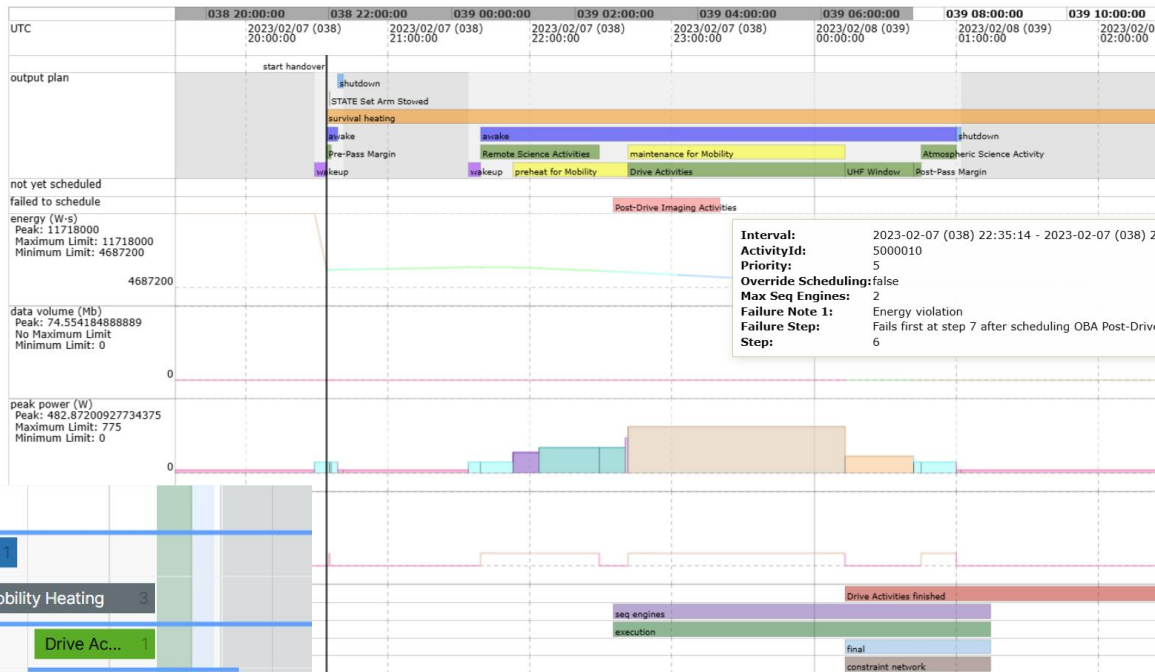 038 20:00:00 038 22:00:00 039 00:00:00 039 02:00:00 039 04:00:00 039 06:00:00 039 08:00:00 039 10:00:00
UTC
2023/02/07 (038) 2023/02/07 (038) 2023/02/07 (038) 2023/02/07 (038) 2023/02/08 (039) 2023/02/08 (039) 2023/02/0
20:00:00 21:00:00 22:00:00 23:00:00 00:00:00 01:00:00 02:00:00
start handover
output plan
shutdown
STATE Set Arm Stowed
survival heating
awake awake shutdown
Pre-Pass Margin Remote Science Activities maintenance for Mobility Atmospheric Science Activity
wakeup wakeup preheat for Mobility Drive Activities UHF Window Post-Pass Margin
not yet scheduled
failed to schedule
Post-Drive Imaging Activities
energy (W·s)
Peak: 11718000
Maximum Limit: 11718000
Minimum Limit: 4687200
4687200
Interval: 2023-02-07 (038) 22:35:14 - 2023-02-07 (038) 2
ActivityId: 5000010
Priority: 5
Override Scheduling: false
Max Seq Engines: 2
Failure Note 1: Energy violation
Failure Step: Fails first at step 7 after scheduling OBA Post-Drive
Step: 6
data volume (Mb)
Peak: 74.554184888889
No Maximum Limit
Minimum Limit: 0
0
peak power (W)
Peak: 482.87200927734375
Maximum Limit: 775
Minimum Limit: 0
0
1
obility Heating 3
Drive Ac... 1
Drive Activities finished
seq engines
execution
final
constraint network